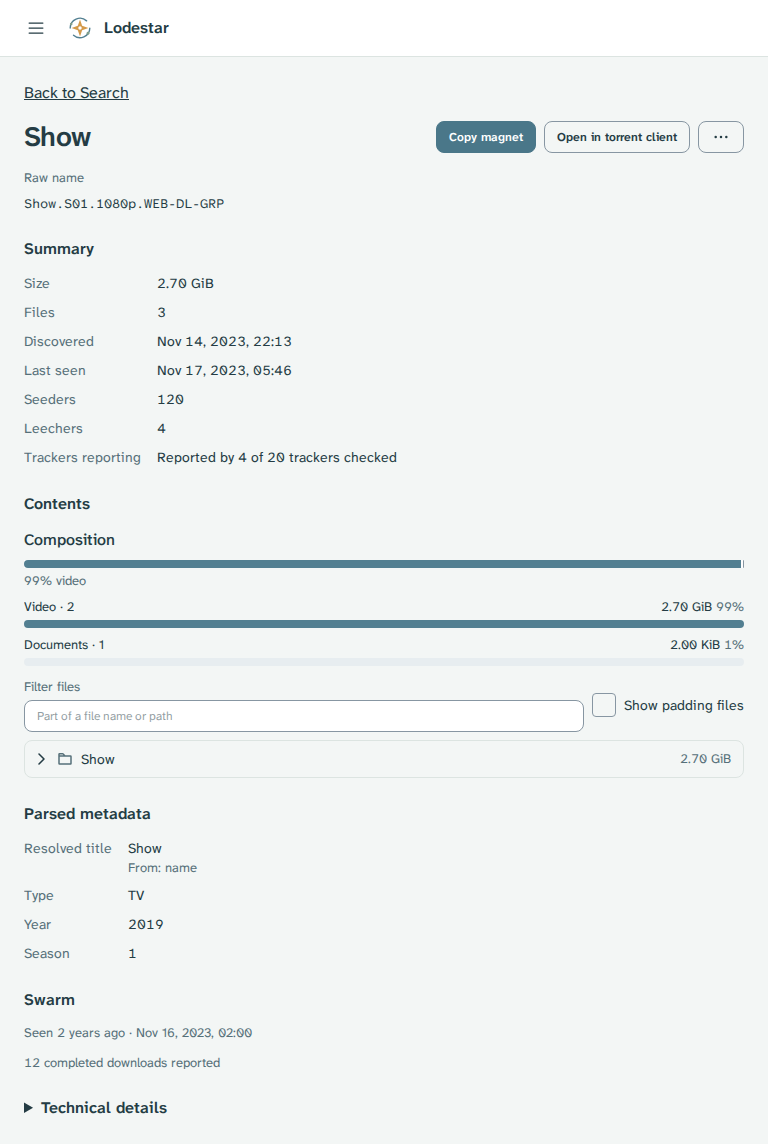 Lodestar
Back to Search
Show
Copy magnet
Open in torrent client
···
Raw name
Show.S01.1080p.WEB-DL-GRP
Summary
Size 2.70 GiB
Files 3
Discovered Nov 14, 2023, 22:13
Last seen Nov 17, 2023, 05:46
Seeders 120
Leechers 4
Trackers reporting Reported by 4 of 20 trackers checked
Contents
Composition
99% video
Video · 2 2.70 GiB 99%
Documents · 1 2.00 KiB 1%
Filter files
Part of a file name or path
Show padding files
Show 2.70 GiB
Parsed metadata
Resolved title Show
From: name
Type TV
Year 2019
Season 1
Swarm
Seen 2 years ago · Nov 16, 2023, 02:00
12 completed downloads reported
Technical details